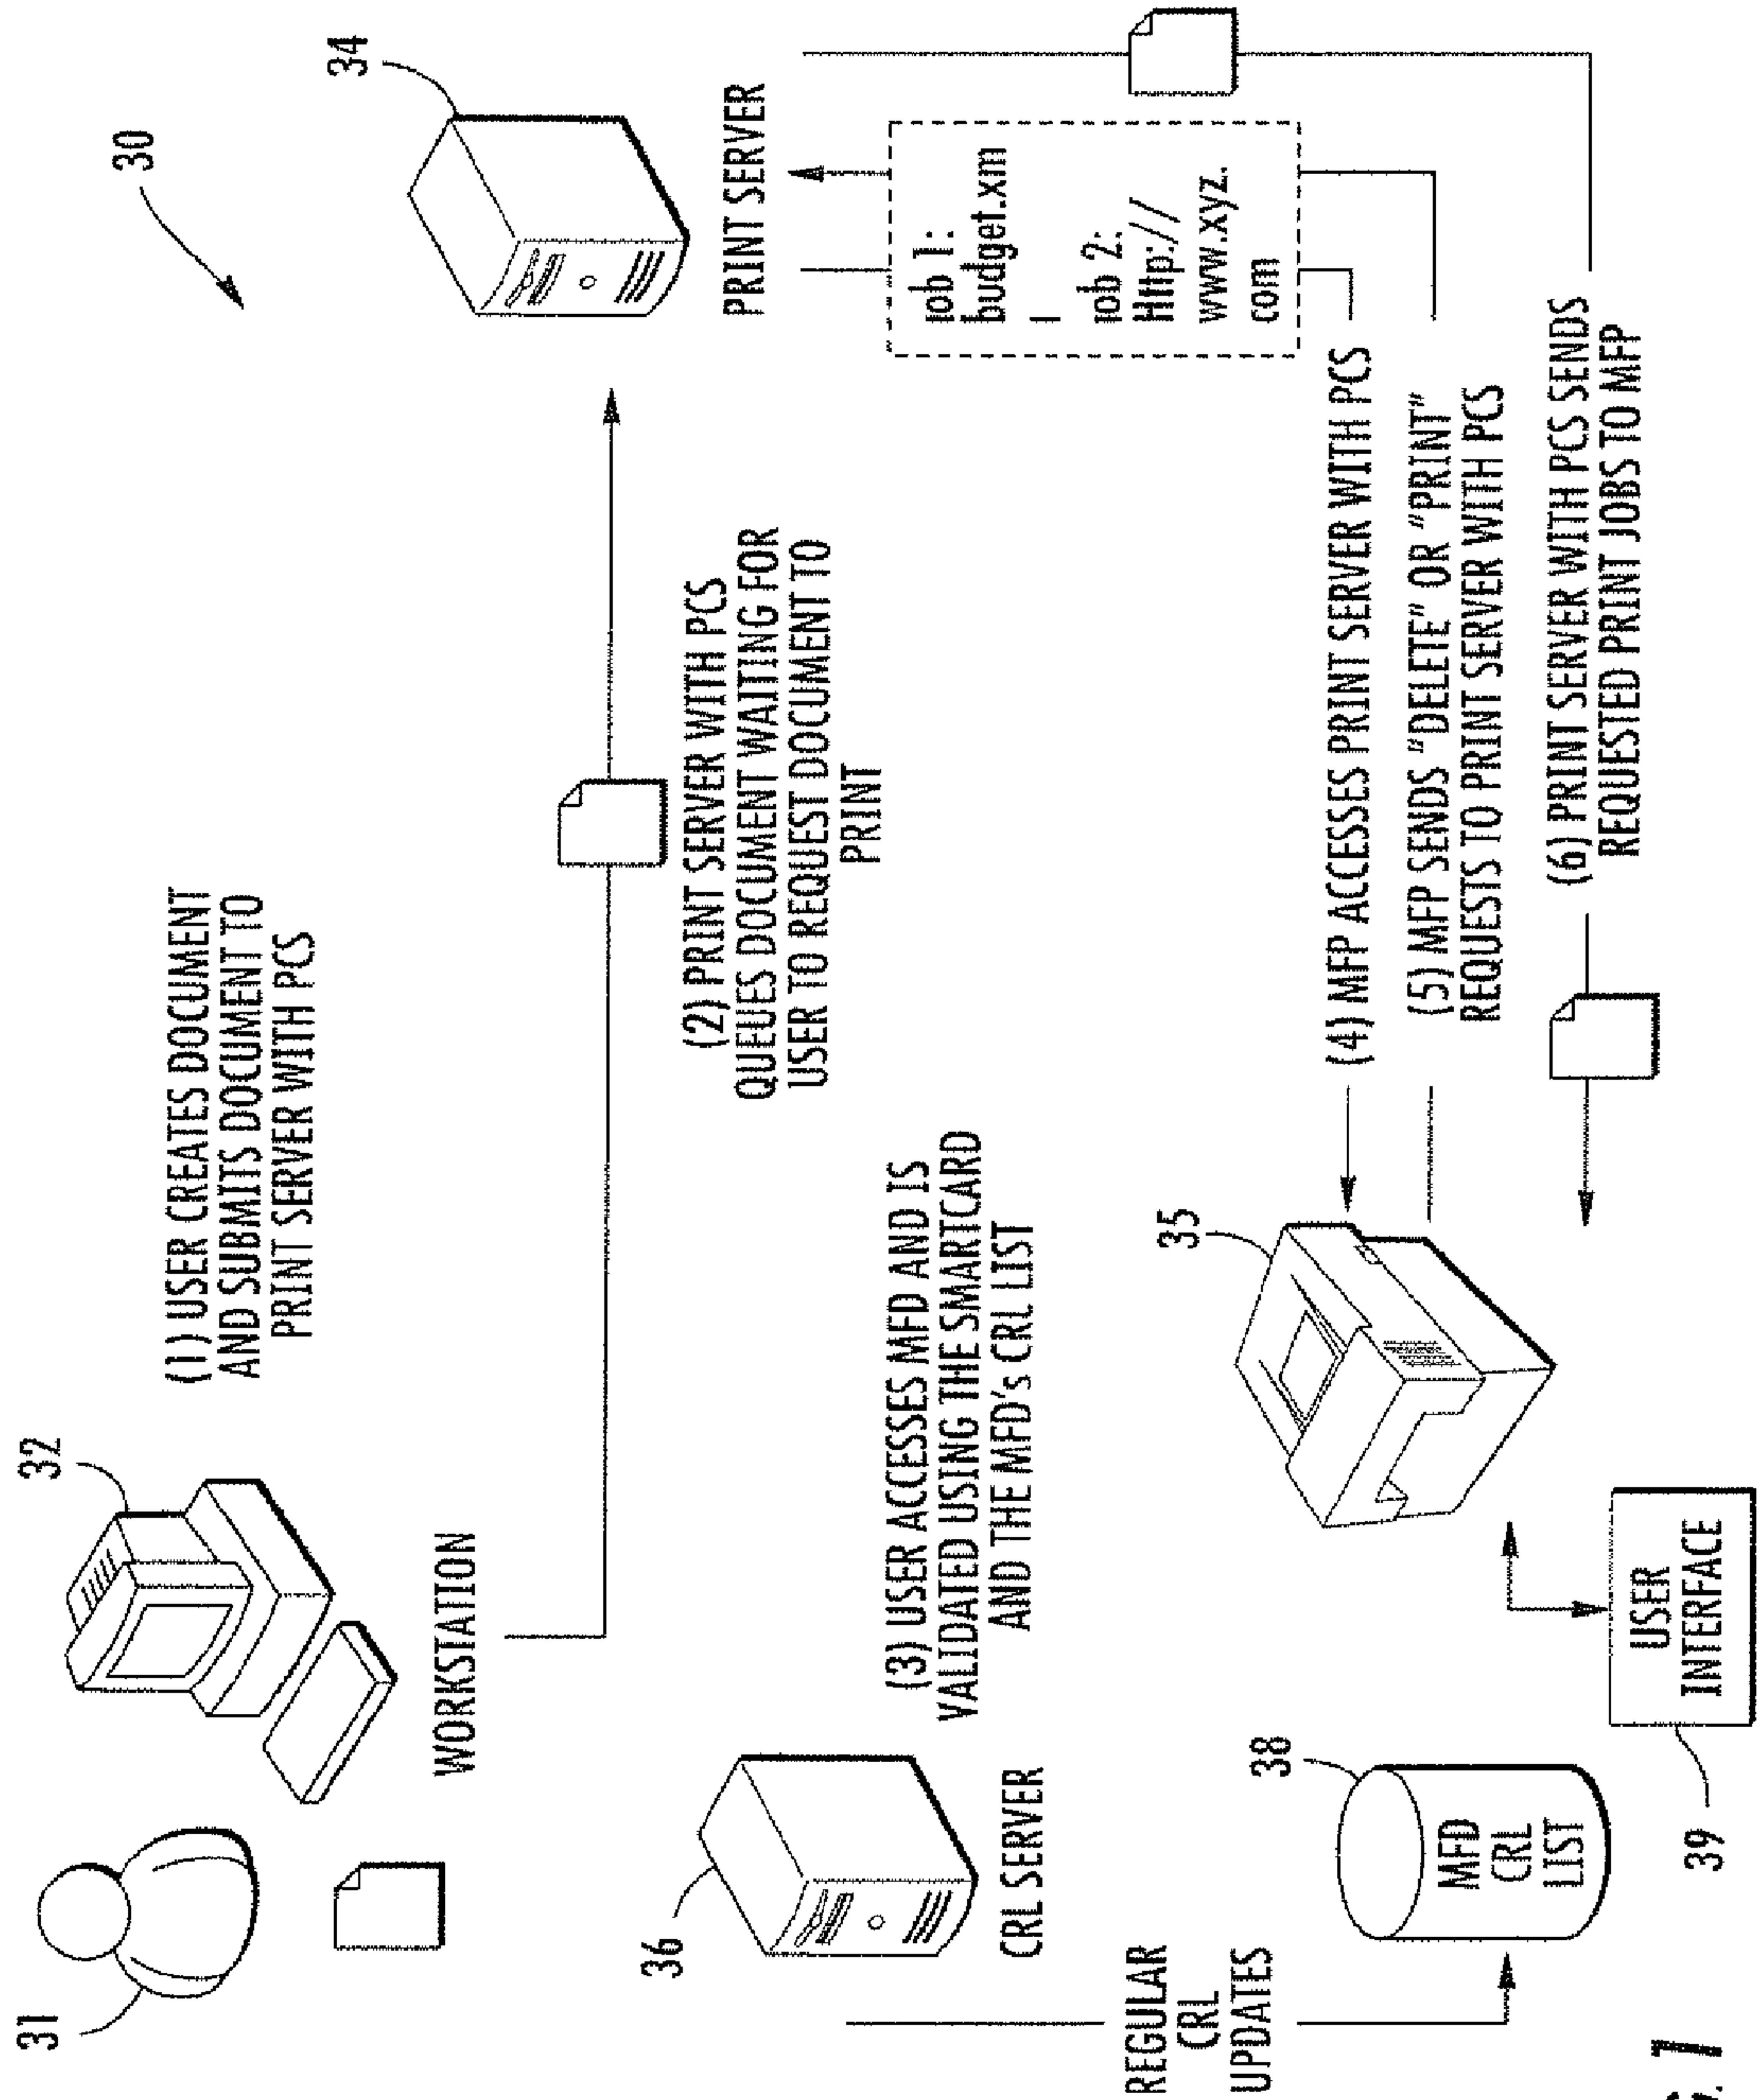 30
31
32
34
(1) USER CREATES DOCUMENT
AND SUBMITS DOCUMENT TO
PRINT SERVER WITH PCS
WORKSTATION
PRINT SERVER
(2) PRINT SERVER WITH PCS
QUEUES DOCUMENT WAITING FOR
USER TO REQUEST DOCUMENT TO
PRINT
job 1:
budget.xm
l
job 2:
Http://
www.xyz.
com
36
CRL SERVER
(3) USER ACCESSES MFD AND IS
VALIDATED USING THE SMARTCARD
AND THE MFD's CRL LIST
REGULAR
CRL
UPDATES
38
MFD
CRL
LIST
35
(4) MFP ACCESSES PRINT SERVER WITH PCS
(5) MFP SENDS "DELETE" OR "PRINT"
REQUESTS TO PRINT SERVER WITH PCS
(6) PRINT SERVER WITH PCS SENDS
REQUESTED PRINT JOBS TO MFP
39
USER
INTERFACE